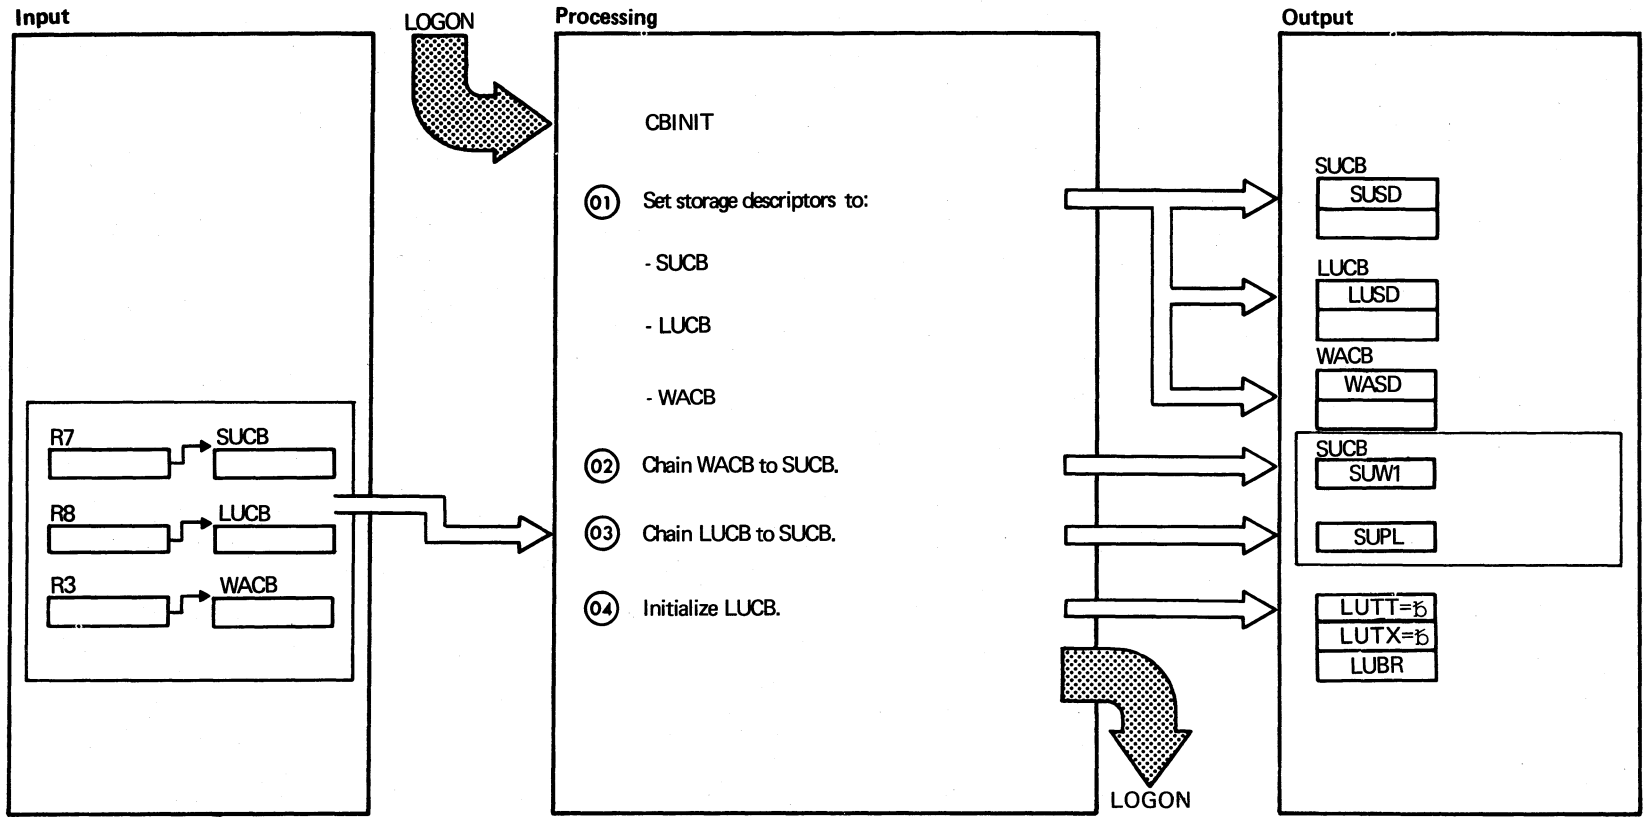 Input
LOGON
Processing
Output
CBINIT
01 Set storage descriptors to:
- SUCB
- LUCB
- WACB
02 Chain WACB to SUCB.
03 Chain LUCB to SUCB.
04 Initialize LUCB.
R7
SUCB
R8
LUCB
R3
WACB
SUCB
SUSD
LUCB
LUSD
WACB
WASD
SUCB
SUW1
SUPL
LUTT=ƀ
LUTX=ƀ
LUBR
LOGON